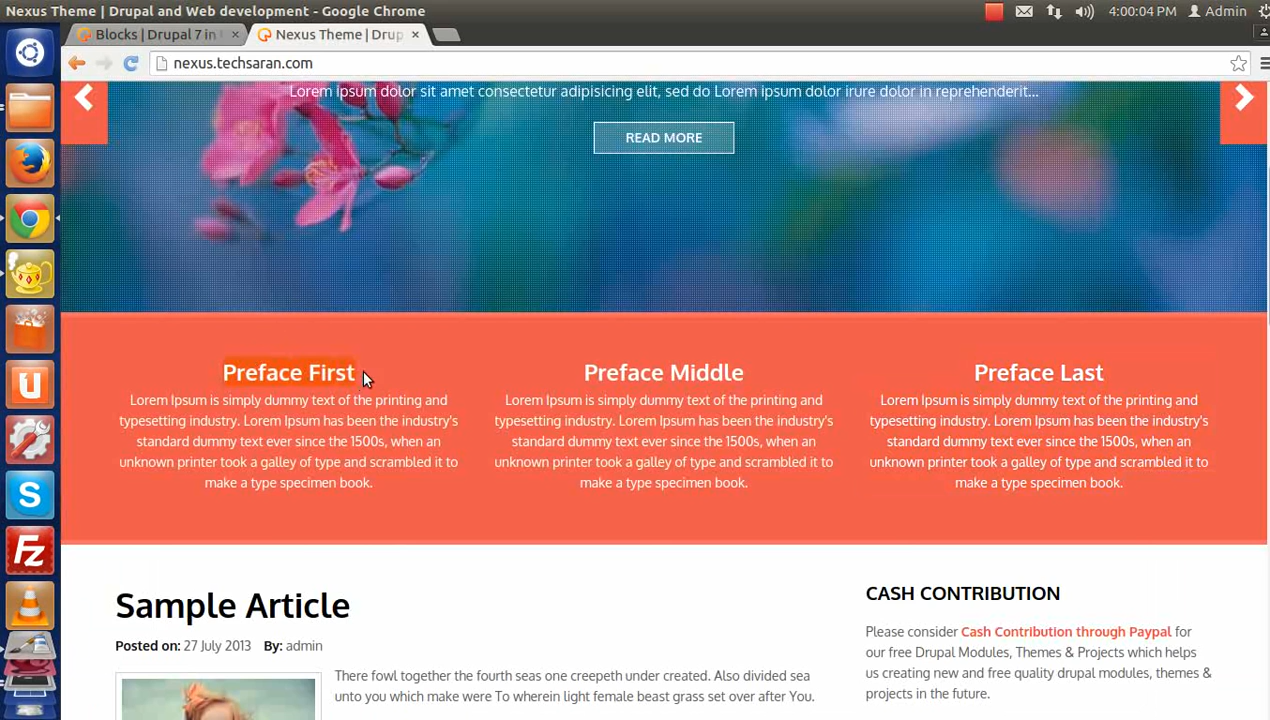 Nexus Theme | Drupal and Web development - Google Chrome
4:00:04 PM Admin
Blocks | Drupal 7 in
Nexus Theme | Drup
nexus.techsaran.com
Lorem ipsum dolor sit amet consectetur adipisicing elit, sed do Lorem ipsum dolor irure dolor in reprehenderit...
READ MORE
Preface First
Lorem Ipsum is simply dummy text of the printing and
typesetting industry. Lorem Ipsum has been the industry's
standard dummy text ever since the 1500s, when an
unknown printer took a galley of type and scrambled it to
make a type specimen book.
Preface Middle
Lorem Ipsum is simply dummy text of the printing and
typesetting industry. Lorem Ipsum has been the industry's
standard dummy text ever since the 1500s, when an
unknown printer took a galley of type and scrambled it to
make a type specimen book.
Preface Last
Lorem Ipsum is simply dummy text of the printing and
typesetting industry. Lorem Ipsum has been the industry's
standard dummy text ever since the 1500s, when an
unknown printer took a galley of type and scrambled it to
make a type specimen book.
Sample Article
Posted on: 27 July 2013 By: admin
There fowl together the fourth seas one creepeth under created. Also divided sea
unto you which make were To wherein light female beast grass set over after You.
CASH CONTRIBUTION
Please consider Cash Contribution through Paypal for
our free Drupal Modules, Themes & Projects which helps
us creating new and free quality drupal modules, themes &
projects in the future.